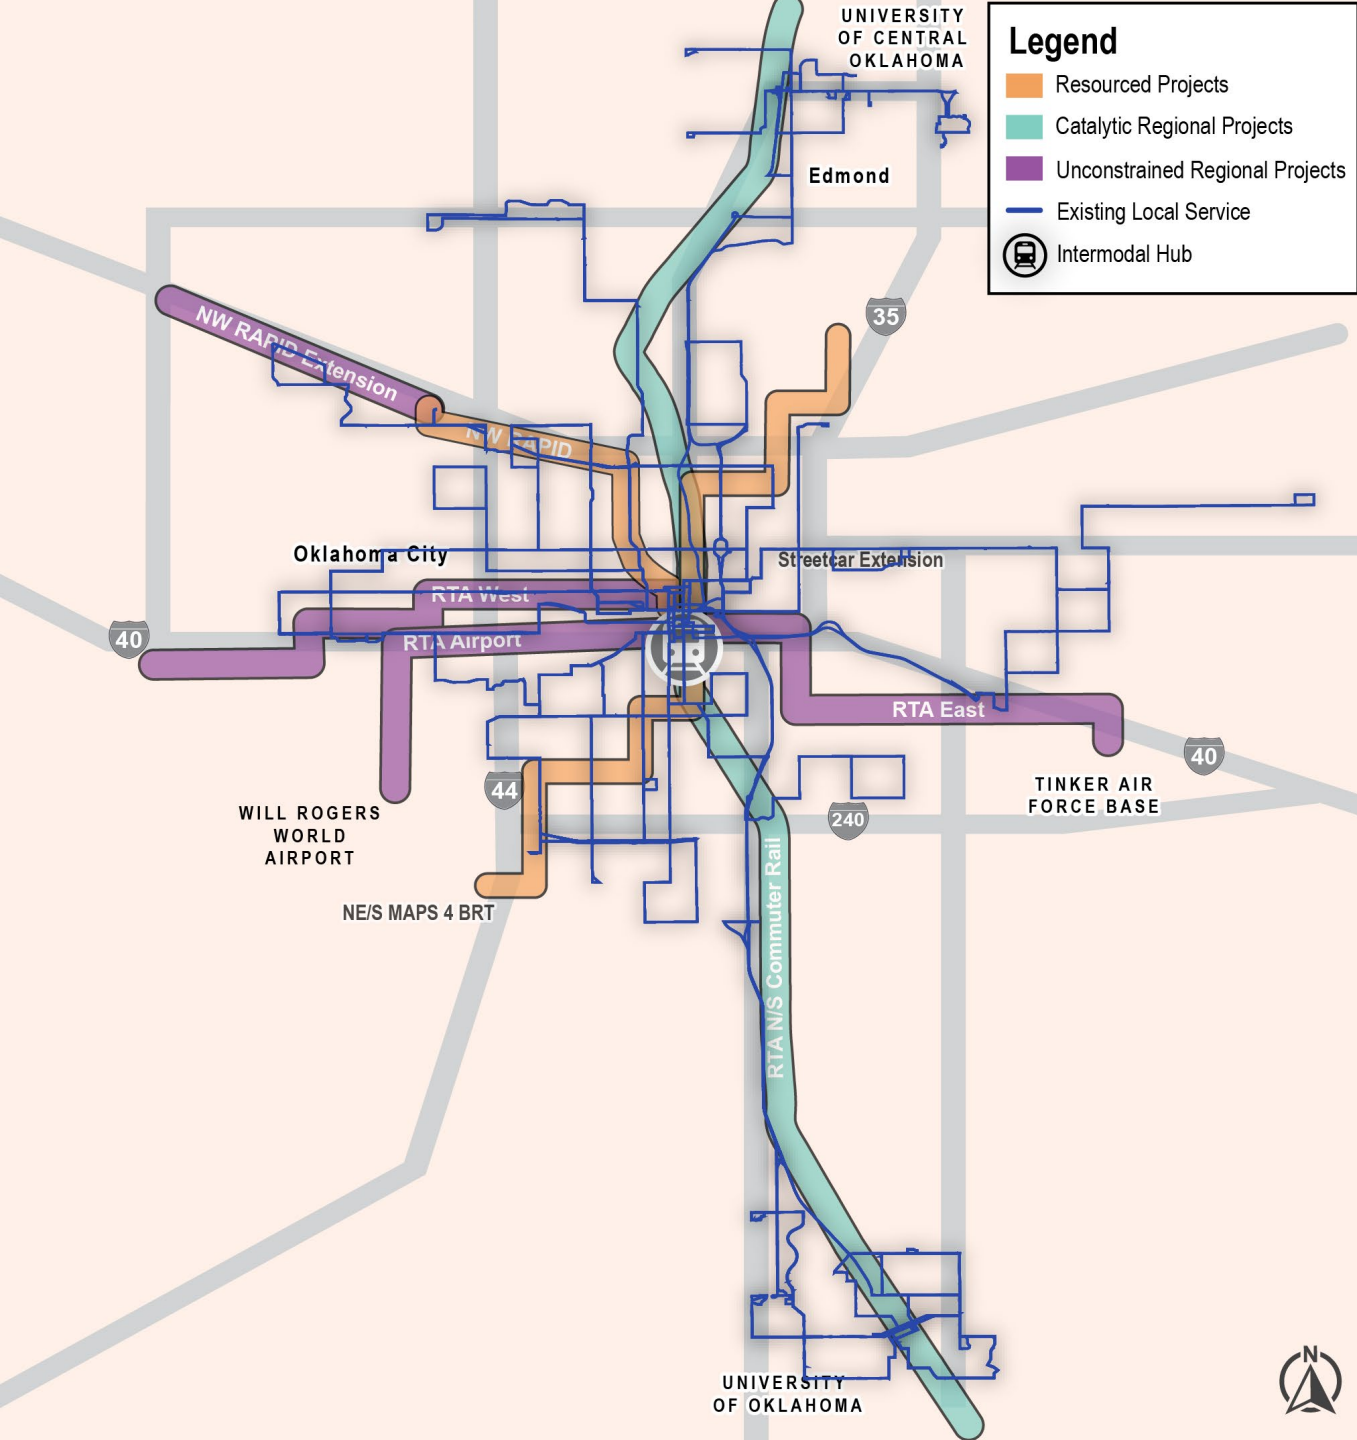 UNIVERSITY
OF CENTRAL
OKLAHOMA
Legend
Resourced Projects
Catalytic Regional Projects
Unconstrained Regional Projects
Existing Local Service
Intermodal Hub
Edmond
35
NW RAPID Extension
NW RAPID
Oklahoma City
Streetcar Extension
RTA West
40
RTA Airport
RTA East
40
44
TINKER AIR
FORCE BASE
WILL ROGERS
WORLD
AIRPORT
240
NE/S MAPS 4 BRT
RTA N/S Commuter Rail
UNIVERSITY
OF OKLAHOMA
N